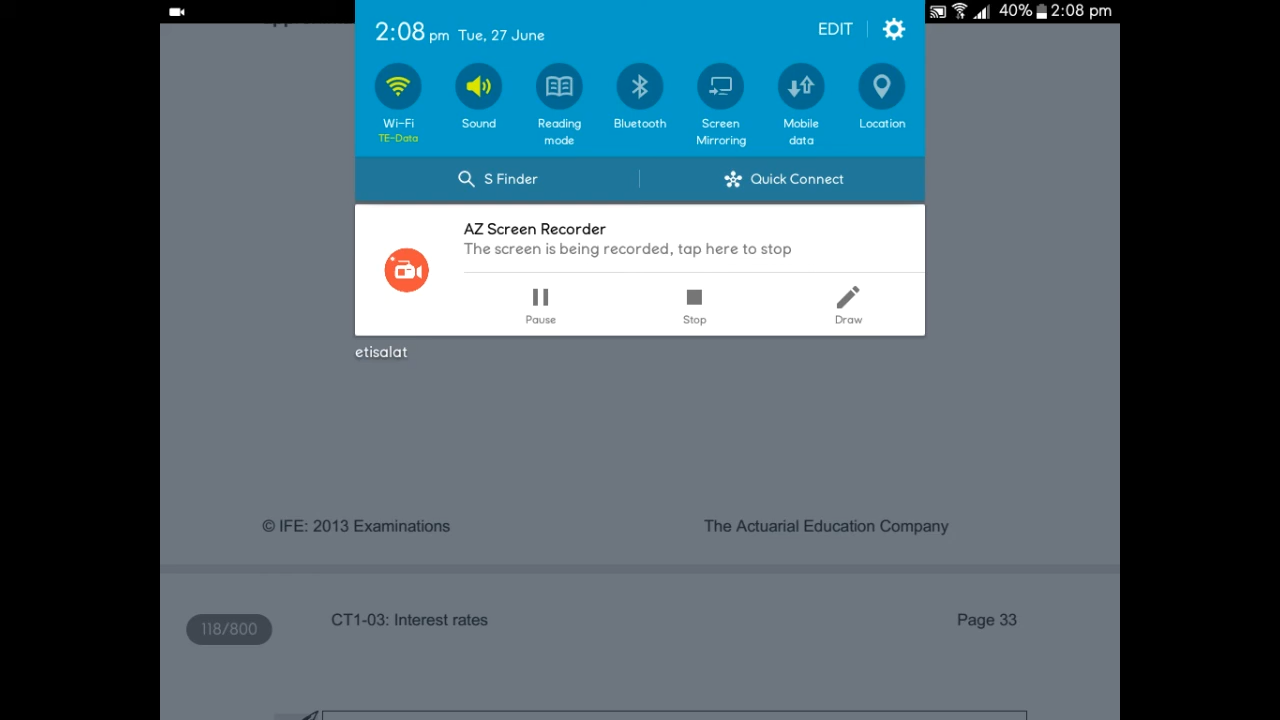 40% 2:08 pm
2:08 pm Tue, 27 June
EDIT
Wi-Fi
TE-Data
Sound
Reading
mode
Bluetooth
Screen
Mirroring
Mobile
data
Location
S Finder
Quick Connect
AZ Screen Recorder
The screen is being recorded, tap here to stop
Pause
Stop
Draw
etisalat
© IFE: 2013 Examinations
The Actuarial Education Company
118/800
CT1-03: Interest rates
Page 33